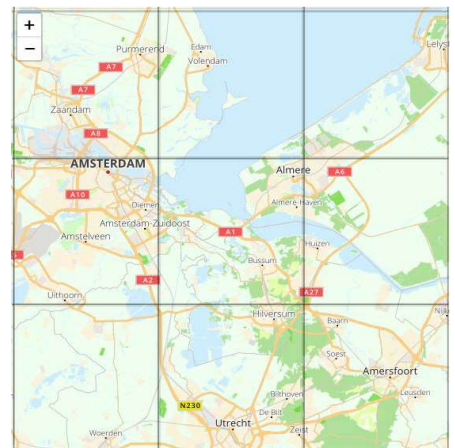 +
−
Purmerend
Edam
Volendam
Lelyst
A7
A7
Zaandam
A8
AMSTERDAM
Almere
A6
A10
Diemen
Almere-Haven
Amsterdam-Zuidoost
Amstelveen
A1
Huizen
Bussum
A2
A27
Uithoorn
Hilversum
Baarn
Soest
Amersfoort
Bilthoven
Leusden
N230
De Bilt
Utrecht
Zeist
Woerden